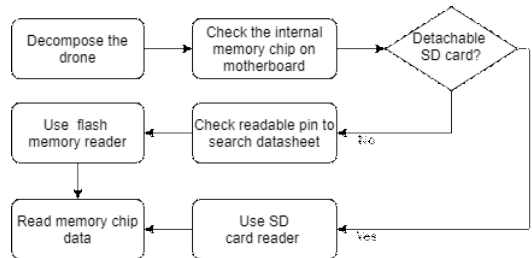 Decompose the
drone
Check the internal
memory chip on
motherboard
Detachable
SD card?
Use flash
memory reader
Check readable pin to
search datasheet
No
Read memory chip
data
Use SD
card reader
Yes